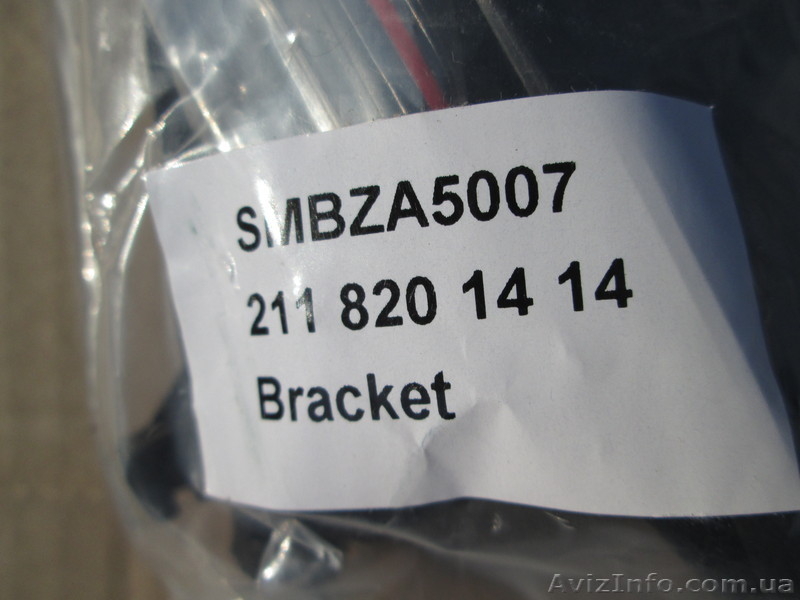 SMBZA5007
211 820 14 14
Bracket
AvizInfo.com.ua